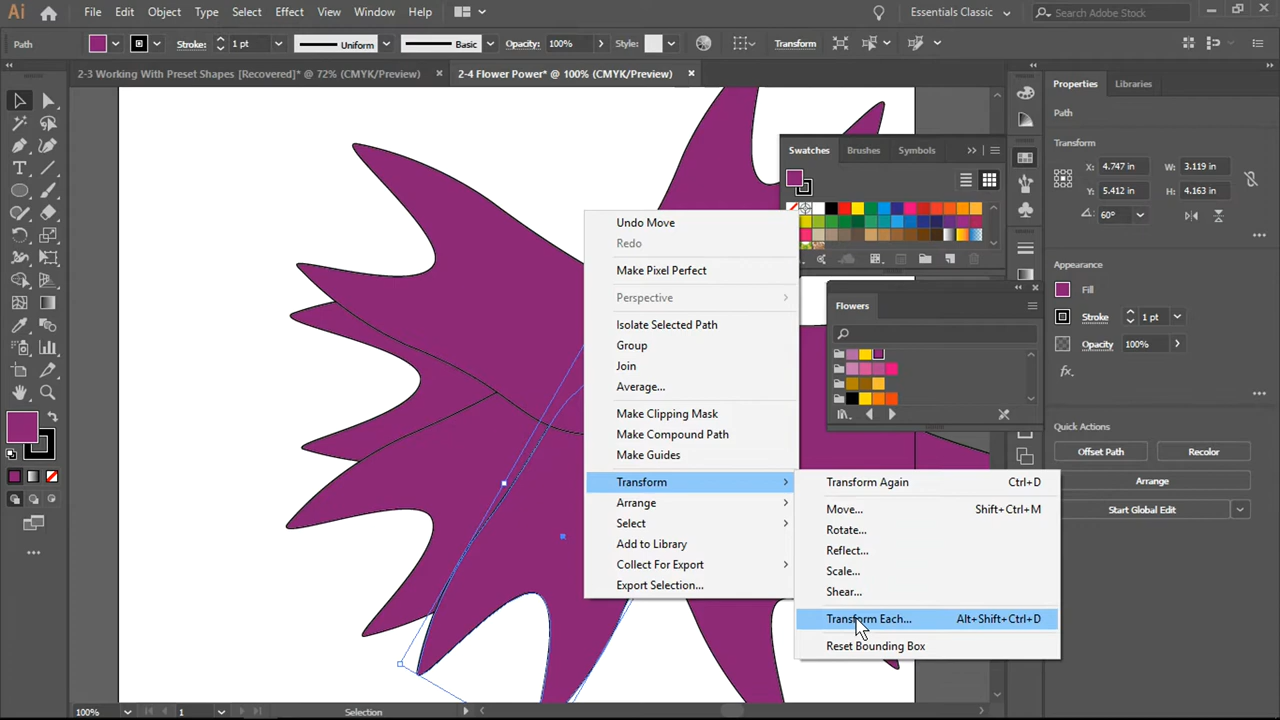 Ai File Edit Object Type Select Effect View Window Help Essentials Classic Search Adobe Stock
Path Stroke: 1 pt Uniform Basic Opacity: 100% Style: Transform
2-3 Working With Preset Shapes [Recovered]* @ 72% (CMYK/Preview) × 2-4 Flower Power* @ 100% (CMYK/Preview) ×
Properties Libraries
Path
Transform
X: 4.747 in W: 3.119 in
Y: 5.412 in H: 4.163 in
60°
Appearance
Fill
Stroke 1 pt
Opacity 100%
fx.
Quick Actions
Offset Path Recolor
Arrange
Start Global Edit
Swatches Brushes Symbols
Flowers
Undo Move
Redo
Make Pixel Perfect
Perspective
Isolate Selected Path
Group
Join
Average...
Make Clipping Mask
Make Compound Path
Make Guides
Transform
Arrange
Select
Add to Library
Collect For Export
Export Selection...
Transform Again Ctrl+D
Move... Shift+Ctrl+M
Rotate...
Reflect...
Scale...
Shear...
Transform Each... Alt+Shift+Ctrl+D
Reset Bounding Box
100% 1 Selection